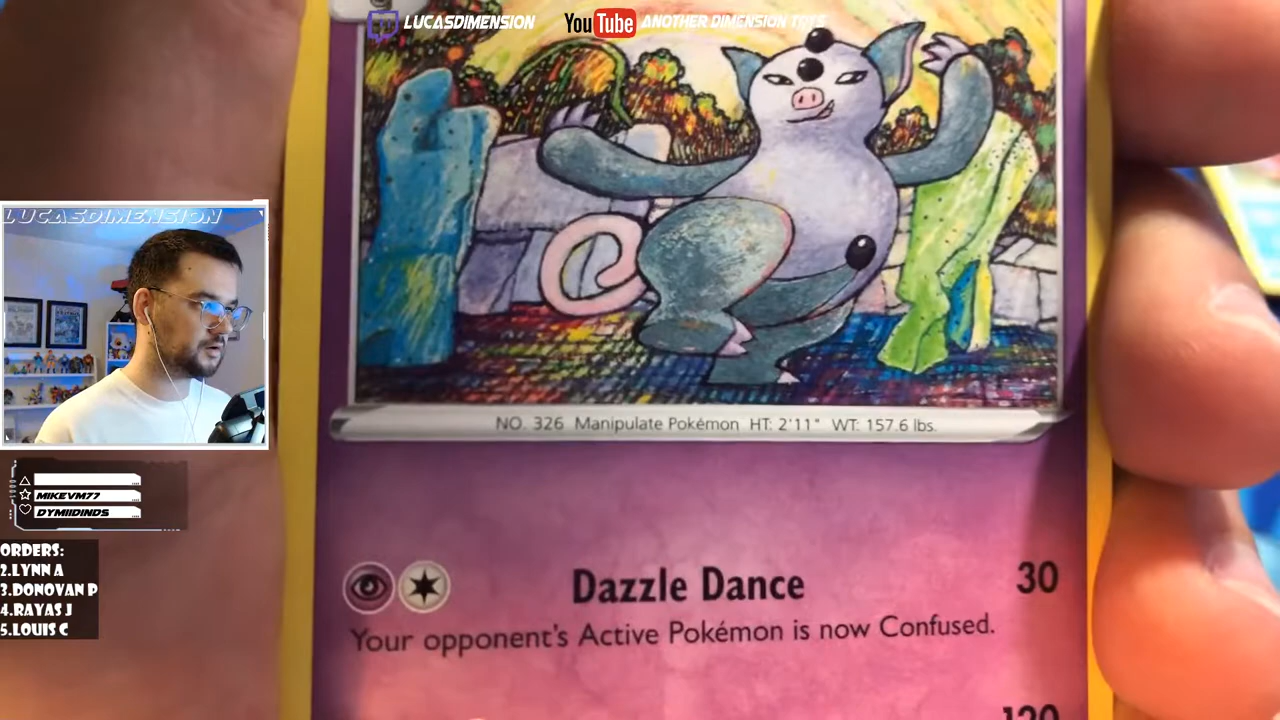 LUCASDIMENSION
YouTube ANOTHER DIMENSION TOYS
LUCASDIMENSION
NO. 326 Manipulate Pokémon HT: 2'11" WT: 157.6 lbs.
MIKEVM77
DYMIIDINDS
ORDERS:
2.LYNN A
3.DONOVAN P
4.RAYAS J
5.LOUIS C
Dazzle Dance 30
Your opponent's Active Pokémon is now Confused.
120